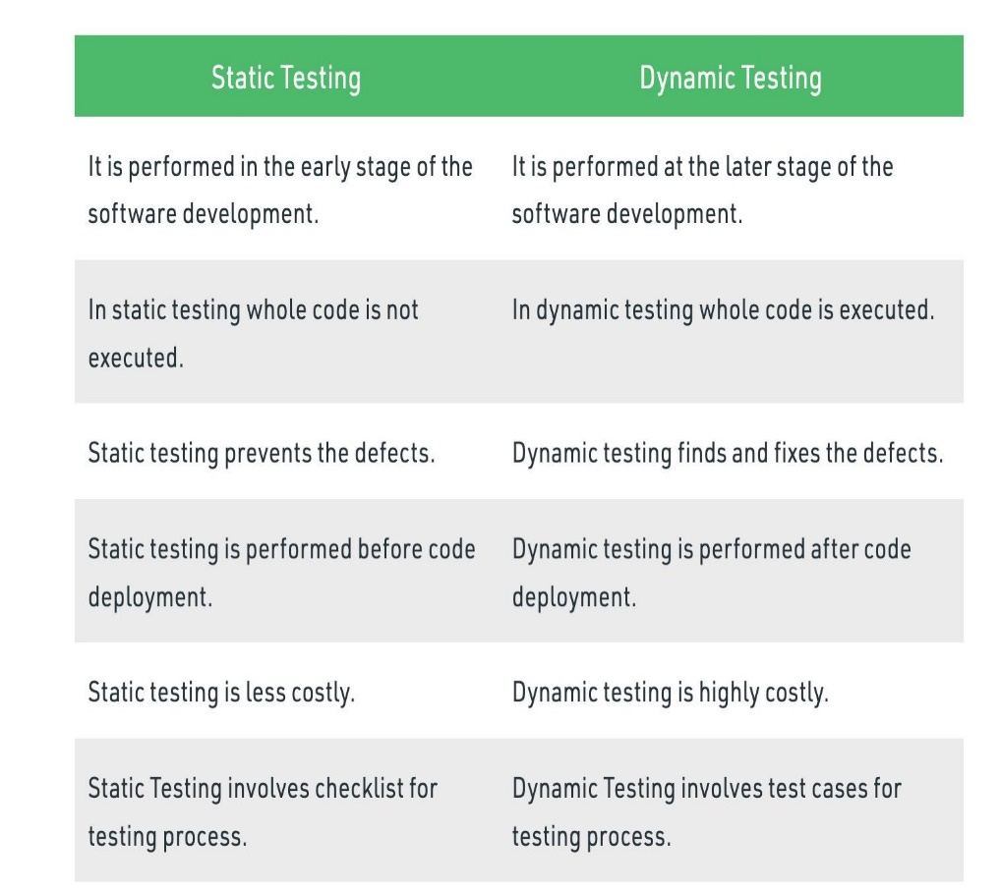 Static Testing
Dynamic Testing
It is performed in the early stage of the
software development.
It is performed at the later stage of the
software development.
In static testing whole code is not
executed.
In dynamic testing whole code is executed.
Static testing prevents the defects.
Dynamic testing finds and fixes the defects.
Static testing is performed before code
deployment.
Dynamic testing is performed after code
deployment.
Static testing is less costly.
Dynamic testing is highly costly.
Static Testing involves checklist for
testing process.
Dynamic Testing involves test cases for
testing process.